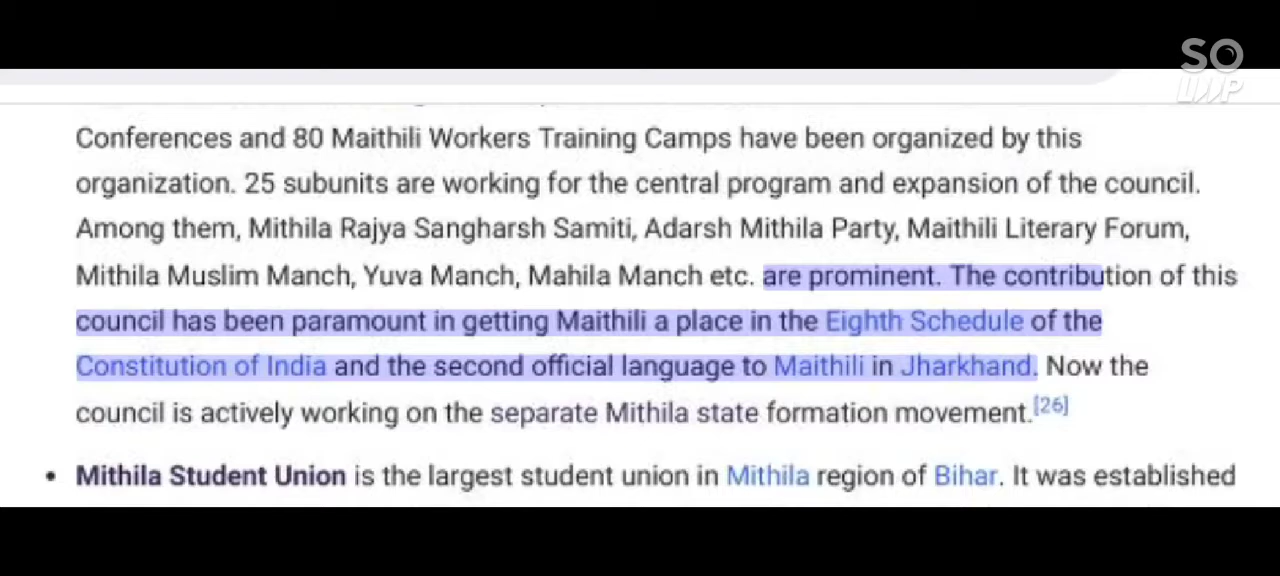 SO
LMP
Conferences and 80 Maithili Workers Training Camps have been organized by this
organization. 25 subunits are working for the central program and expansion of the council.
Among them, Mithila Rajya Sangharsh Samiti, Adarsh Mithila Party, Maithili Literary Forum,
Mithila Muslim Manch, Yuva Manch, Mahila Manch etc. are prominent. The contribution of this
council has been paramount in getting Maithili a place in the Eighth Schedule of the
Constitution of India and the second official language to Maithili in Jharkhand. Now the
council is actively working on the separate Mithila state formation movement.[26]
• Mithila Student Union is the largest student union in Mithila region of Bihar. It was established